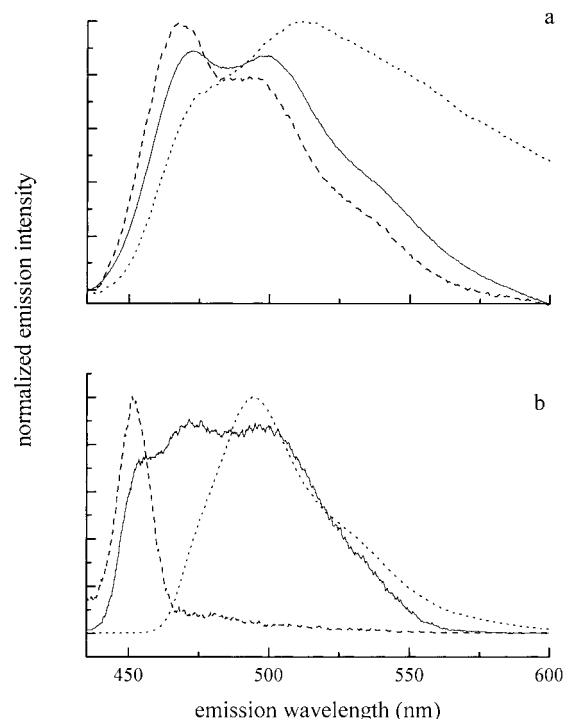 a
normalized emission intensity
b
450 500 550 600
emission wavelength (nm)